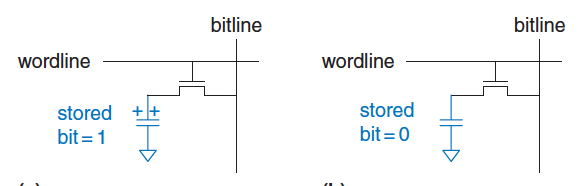 bitline
wordline
stored ++
bit = 1
bitline
wordline
stored
bit = 0